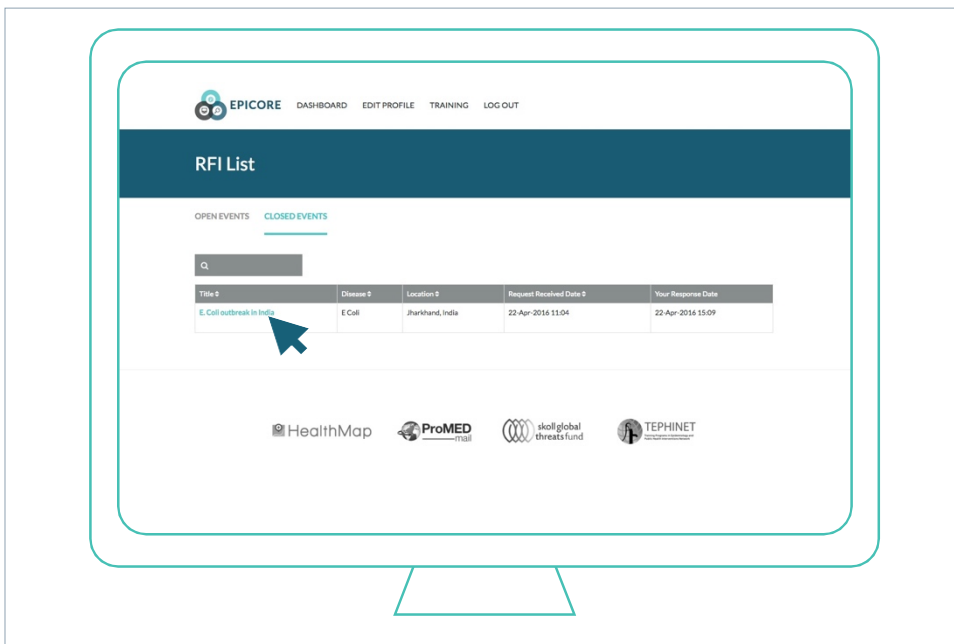 EPICORE DASHBOARD EDIT PROFILE TRAINING LOG OUT
RFI List
OPEN EVENTS CLOSED EVENTS
Title Disease Location Request Received Date Your Response Date
E. Coli outbreak in India E Coli Jharkhand, India 22-Apr-2016 11:04 22-Apr-2016 15:09
HealthMap ProMED mail skoll global threats fund TEPHINET